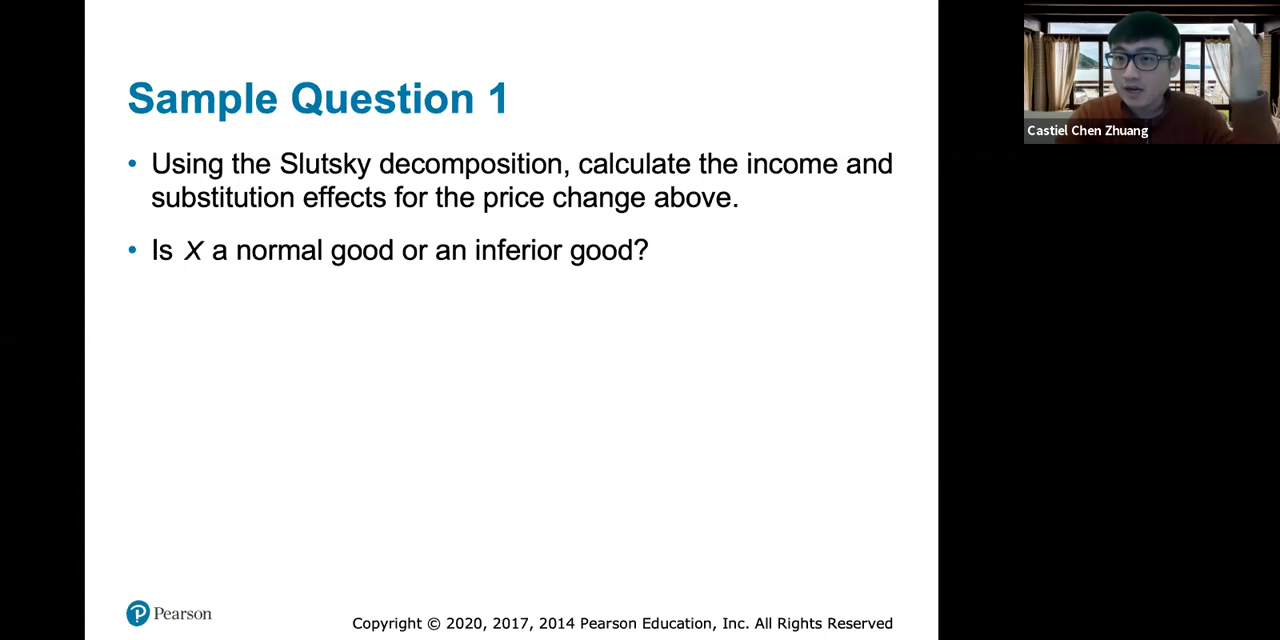 Sample Question 1
• Using the Slutsky decomposition, calculate the income and
substitution effects for the price change above.
• Is X a normal good or an inferior good?
Castiel Chen Zhuang
P Pearson
Copyright © 2020, 2017, 2014 Pearson Education, Inc. All Rights Reserved